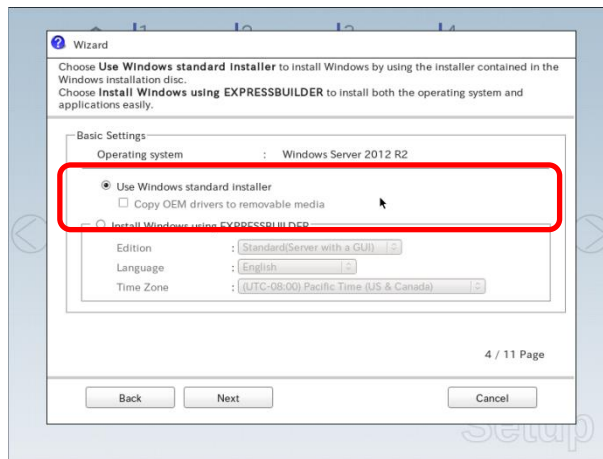 Wizard
Choose Use Windows standard installer to install Windows by using the installer contained in the
Windows installation disc.
Choose Install Windows using EXPRESSBUILDER to install both the operating system and
applications easily.
Basic Settings
Operating system : Windows Server 2012 R2
Use Windows standard installer
Copy OEM drivers to removable media
Install Windows using EXPRESSBUILDER
Edition : Standard(Server with a GUI)
Language : English
Time Zone : (UTC-08:00) Pacific Time (US & Canada)
4 / 11 Page
Back Next Cancel
Setup